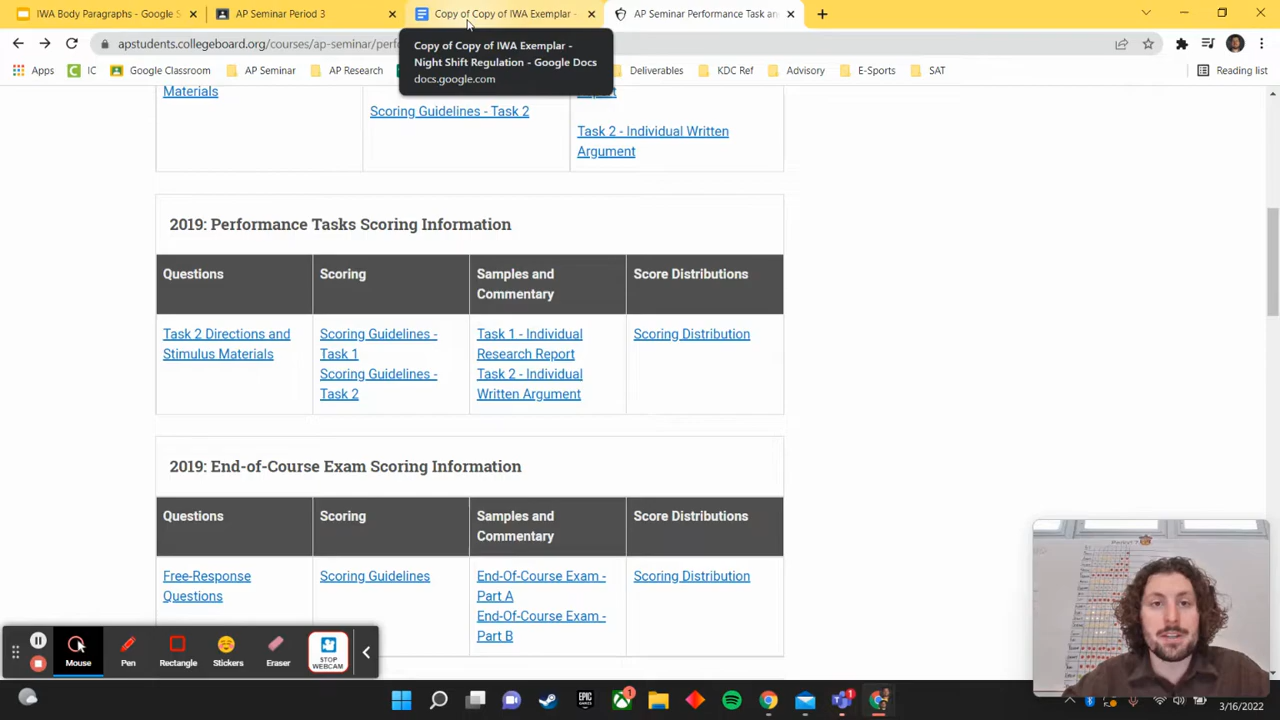 IWA Body Paragraphs - Google S
AP Seminar Period 3
Copy of Copy of IWA Exemplar -
AP Seminar Performance Task an
apstudents.collegeboard.org/courses/ap-seminar/perf
Copy of Copy of IWA Exemplar -
Night Shift Regulation - Google Docs
docs.google.com
Apps
IC
Google Classroom
AP Seminar
AP Research
Deliverables
KDC Ref
Advisory
E-Sports
SAT
Reading list
Materials
Scoring Guidelines - Task 2
Task 2 - Individual Written
Argument
2019: Performance Tasks Scoring Information
Questions
Scoring
Samples and
Commentary
Score Distributions
Task 2 Directions and
Stimulus Materials
Scoring Guidelines -
Task 1
Scoring Guidelines -
Task 2
Task 1 - Individual
Research Report
Task 2 - Individual
Written Argument
Scoring Distribution
2019: End-of-Course Exam Scoring Information
Questions
Scoring
Samples and
Commentary
Score Distributions
Free-Response
Questions
Scoring Guidelines
End-Of-Course Exam -
Part A
End-Of-Course Exam -
Part B
Scoring Distribution
Mouse
Pen
Rectangle
Stickers
Eraser
STOP
WEBCAM
Period 7
EPIC
GAMES
1
1
3/16/2022